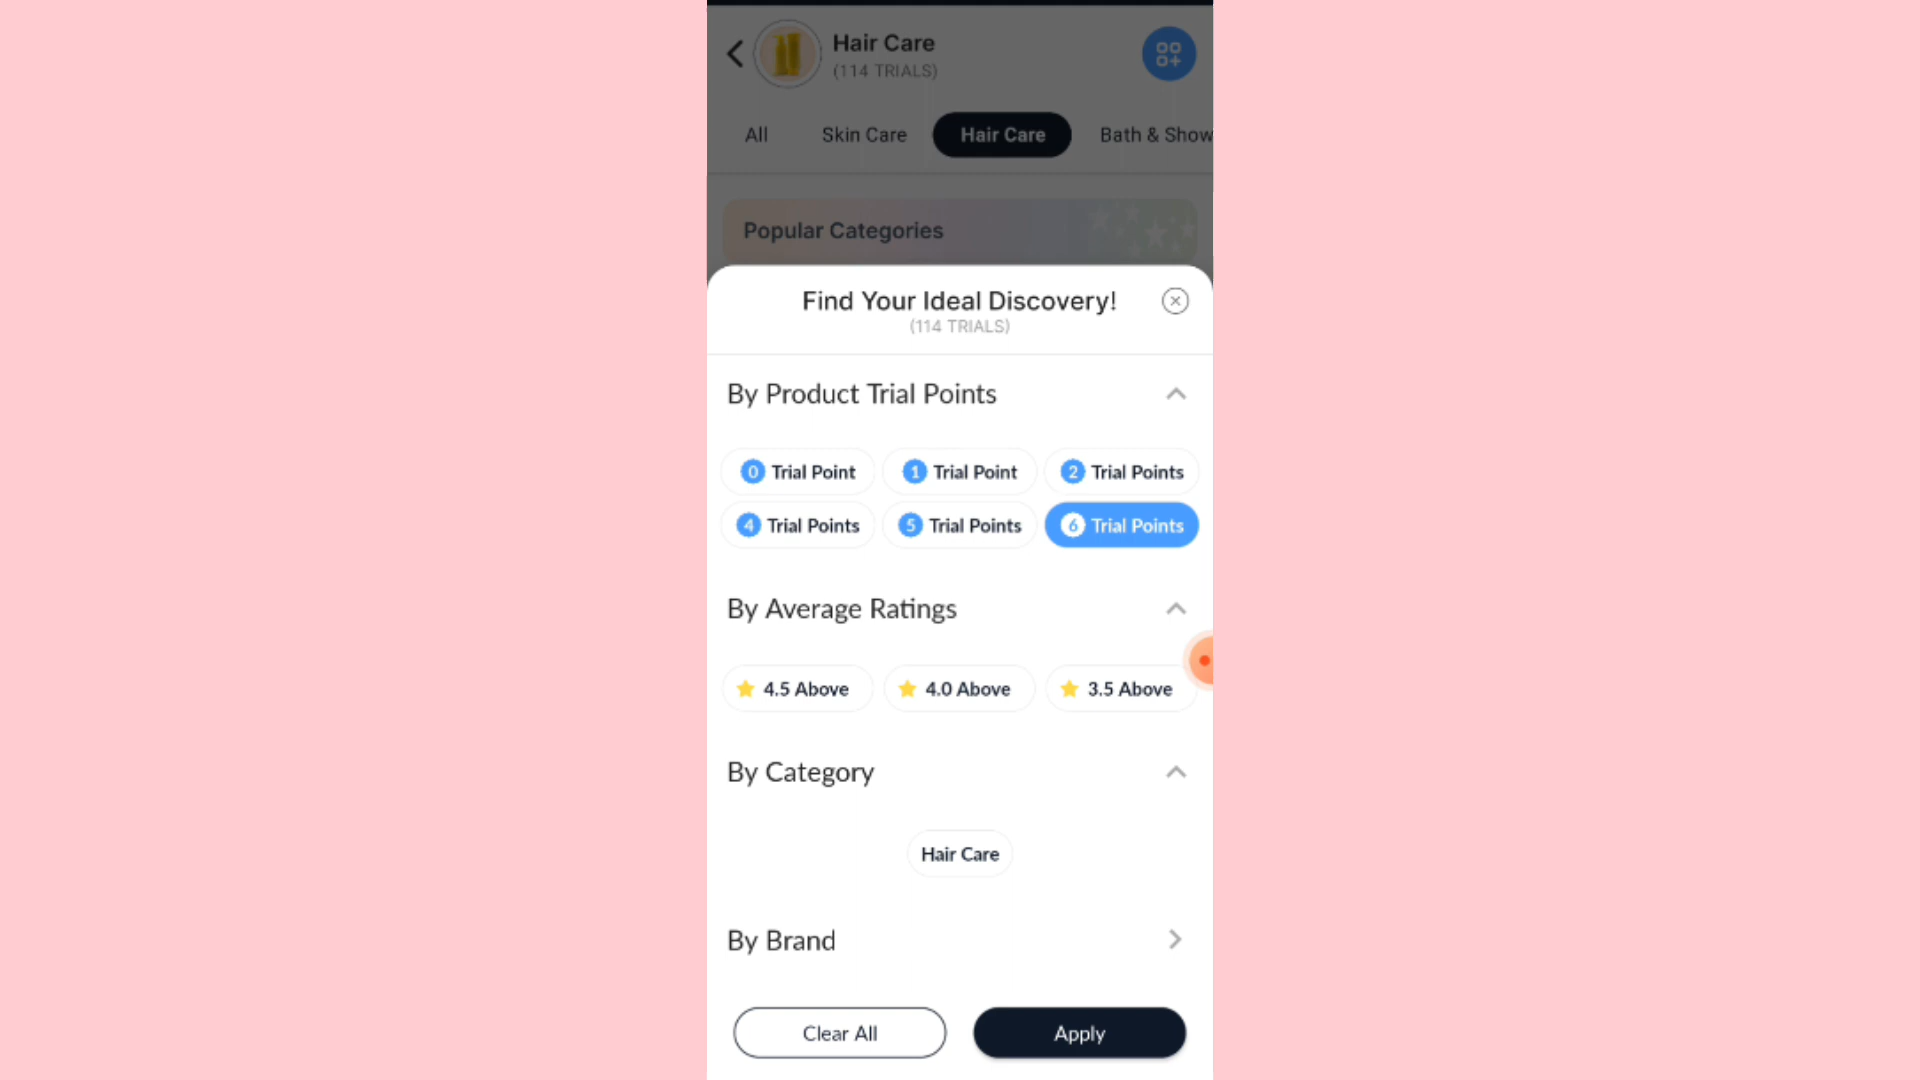 Hair Care
(114 TRIALS)
All Skin Care Hair Care Bath & Show
Popular Categories
Find Your Ideal Discovery!
(114 TRIALS)
By Product Trial Points
0 Trial Point 1 Trial Point 2 Trial Points
4 Trial Points 5 Trial Points 6 Trial Points
By Average Ratings
4.5 Above 4.0 Above 3.5 Above
By Category
Hair Care
By Brand
Clear All Apply